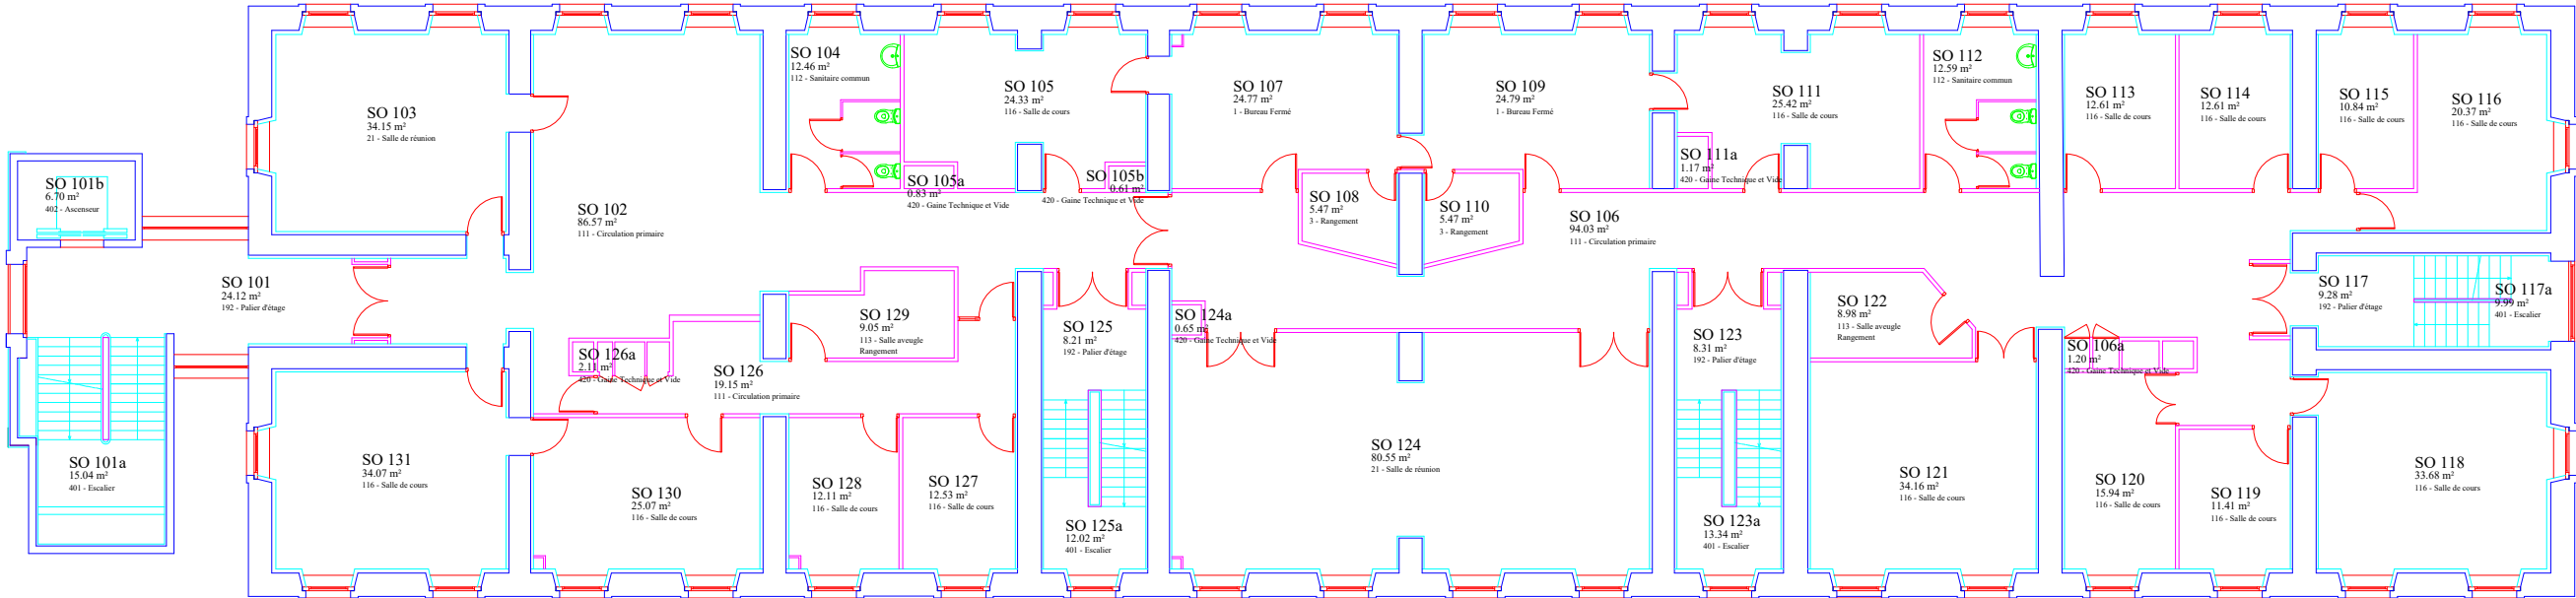 SO 103
34.15 m²
21 - Salle de réunion
SO 101b
6.70 m²
402 - Ascenseur
SO 101
24.12 m²
192 - Palier d'étage
SO 101a
15.04 m²
401 - Escalier
SO 131
34.07 m²
116 - Salle de cours
SO 102
86.57 m²
111 - Circulation primaire
SO 104
12.46 m²
112 - Sanitaire commun
SO 105
24.33 m²
116 - Salle de cours
SO 105a
0.83 m²
420 - Gaine Technique et Vide
SO 105b
0.61 m²
420 - Gaine Technique et Vide
SO 107
24.77 m²
1 - Bureau Fermé
SO 108
5.47 m²
3 - Rangement
SO 109
24.79 m²
1 - Bureau Fermé
SO 110
5.47 m²
3 - Rangement
SO 106
94.03 m²
111 - Circulation primaire
SO 111
25.42 m²
116 - Salle de cours
SO 111a
1.17 m²
420 - Gaine Technique et Vide
SO 112
12.59 m²
112 - Sanitaire commun
SO 113
12.61 m²
116 - Salle de cours
SO 114
12.61 m²
116 - Salle de cours
SO 115
10.84 m²
116 - Salle de cours
SO 116
20.37 m²
116 - Salle de cours
SO 117
9.28 m²
192 - Palier d'étage
SO 117a
9.99 m²
401 - Escalier
SO 126a
2.11 m²
420 - Gaine Technique et Vide
SO 126
19.15 m²
111 - Circulation primaire
SO 129
9.05 m²
113 - Salle aveugle
Rangement
SO 130
25.07 m²
116 - Salle de cours
SO 128
12.11 m²
116 - Salle de cours
SO 127
12.53 m²
116 - Salle de cours
SO 125
8.21 m²
192 - Palier d'étage
SO 125a
12.02 m²
401 - Escalier
SO 124a
0.65 m²
420 - Gaine Technique et Vide
SO 124
80.55 m²
21 - Salle de réunion
SO 123
8.31 m²
192 - Palier d'étage
SO 123a
13.34 m²
401 - Escalier
SO 122
8.98 m²
113 - Salle aveugle
Rangement
SO 121
34.16 m²
116 - Salle de cours
SO 106a
1.20 m²
420 - Gaine Technique et Vide
SO 120
15.94 m²
116 - Salle de cours
SO 119
11.41 m²
116 - Salle de cours
SO 118
33.68 m²
116 - Salle de cours